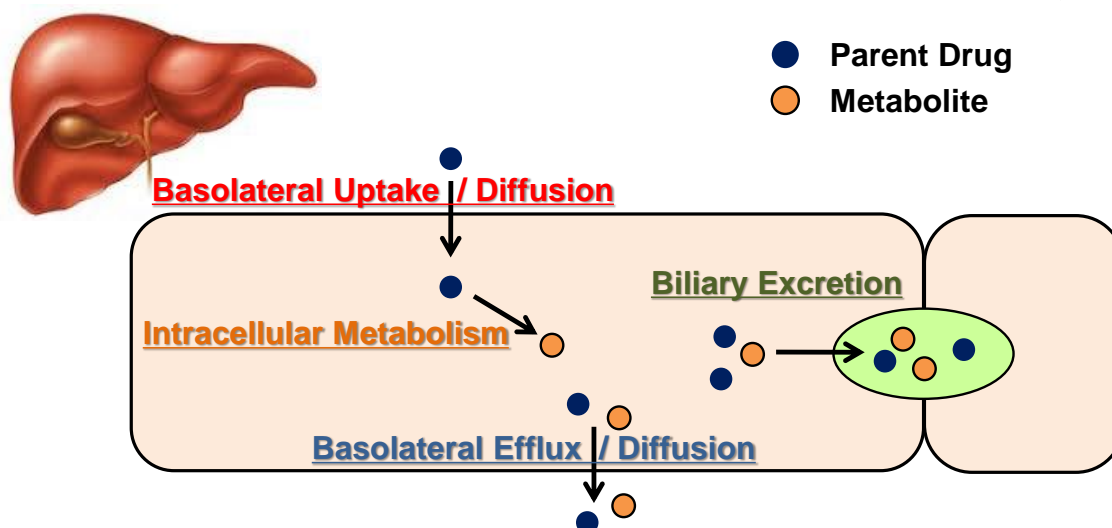 Parent Drug
Metabolite
Basolateral Uptake / Diffusion
Biliary Excretion
Intracellular Metabolism
Basolateral Efflux / Diffusion